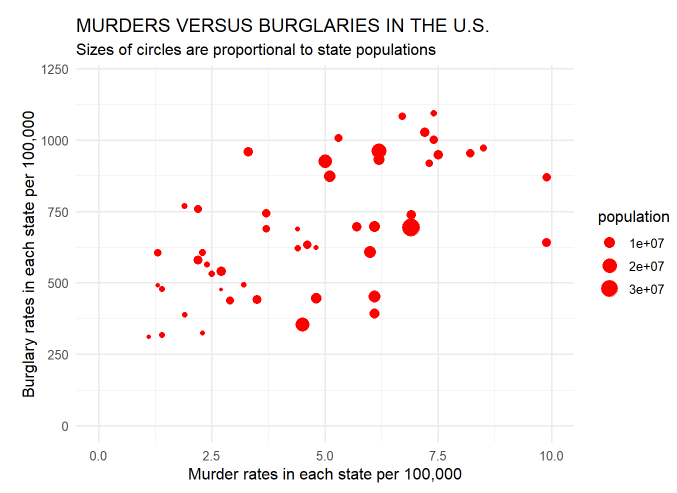 MURDERS VERSUS BURGLARIES IN THE U.S.
Sizes of circles are proportional to state populations
1250
1000
750
500
250
0
Burglary rates in each state per 100,000
0.0 2.5 5.0 7.5 10.0
Murder rates in each state per 100,000
population
1e+07
2e+07
3e+07